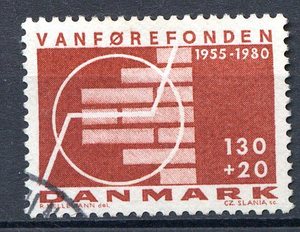 VANFØREFONDEN
1955-1980
130
+20
DANMARK
CZ. SLANIA sc.